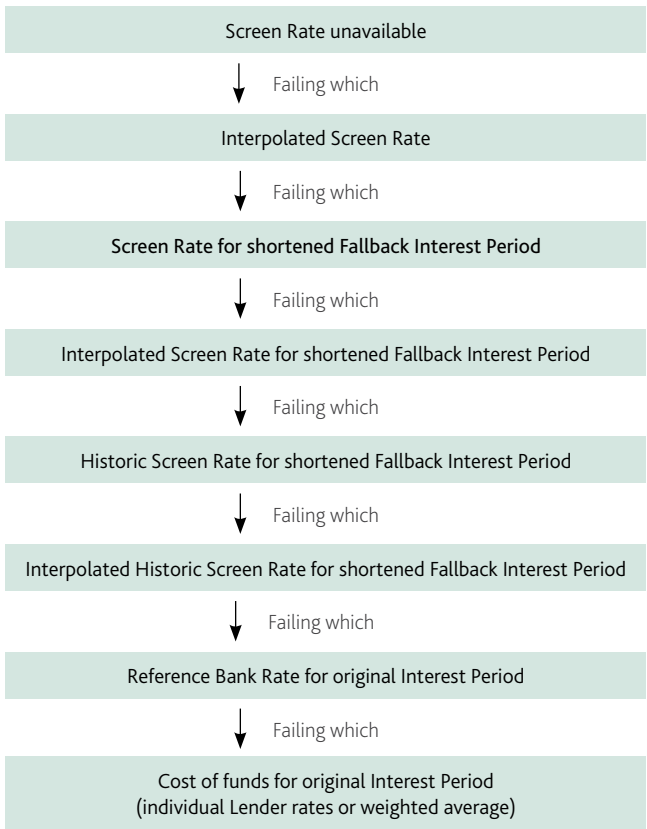 Screen Rate unavailable
Failing which
Interpolated Screen Rate
Failing which
Screen Rate for shortened Fallback Interest Period
Failing which
Interpolated Screen Rate for shortened Fallback Interest Period
Failing which
Historic Screen Rate for shortened Fallback Interest Period
Failing which
Interpolated Historic Screen Rate for shortened Fallback Interest Period
Failing which
Reference Bank Rate for original Interest Period
Failing which
Cost of funds for original Interest Period
(individual Lender rates or weighted average)